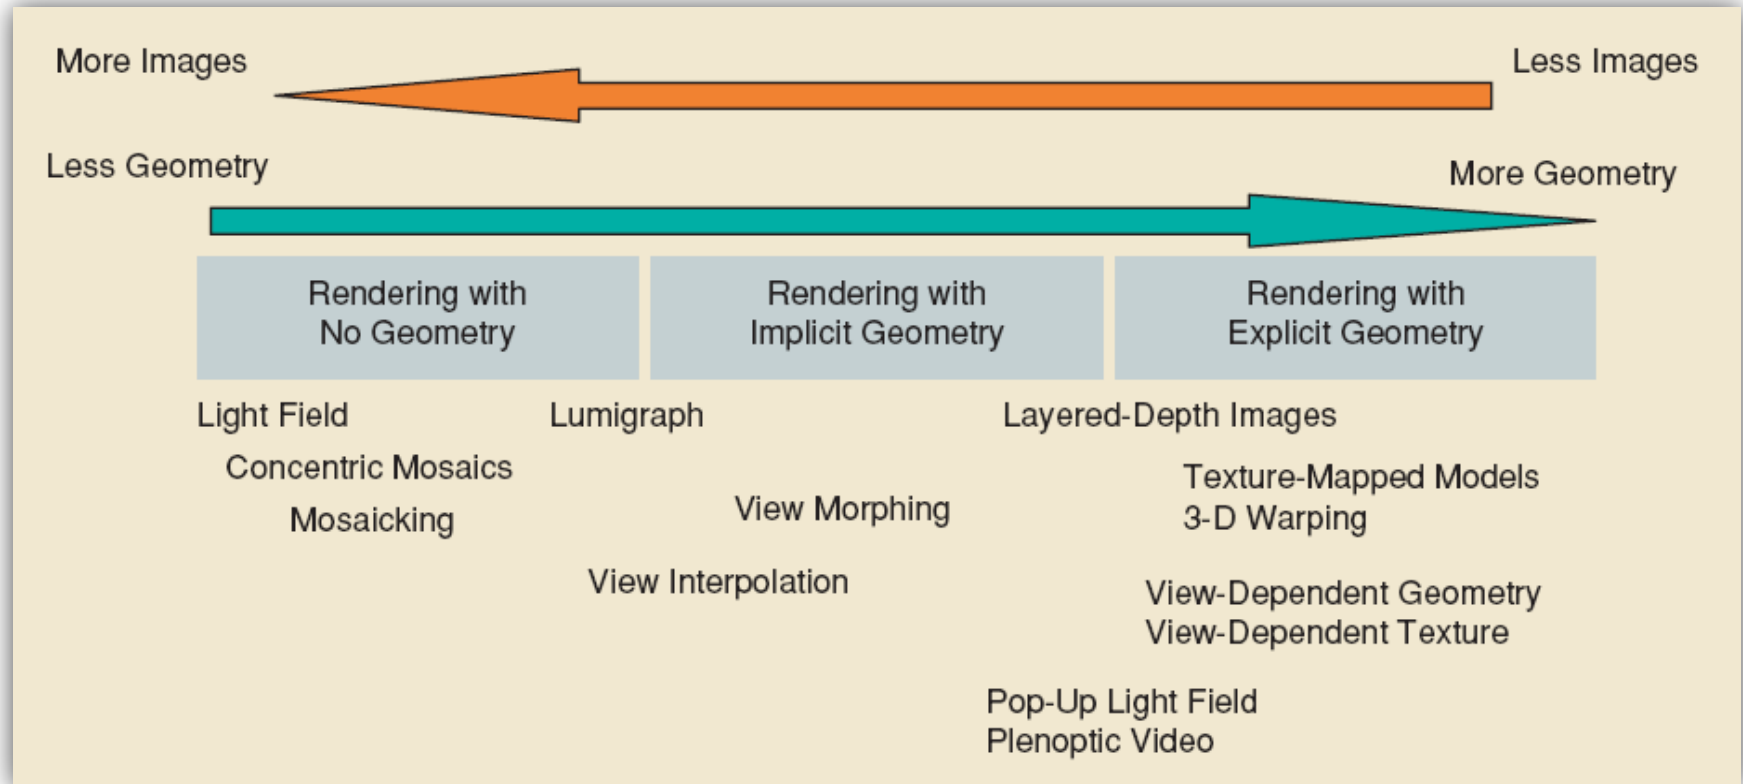 More Images
Less Images
Less Geometry
More Geometry
Rendering with
No Geometry
Rendering with
Implicit Geometry
Rendering with
Explicit Geometry
Light Field
Lumigraph
Layered-Depth Images
Concentric Mosaics
Texture-Mapped Models
Mosaicking
View Morphing
3-D Warping
View Interpolation
View-Dependent Geometry
View-Dependent Texture
Pop-Up Light Field
Plenoptic Video